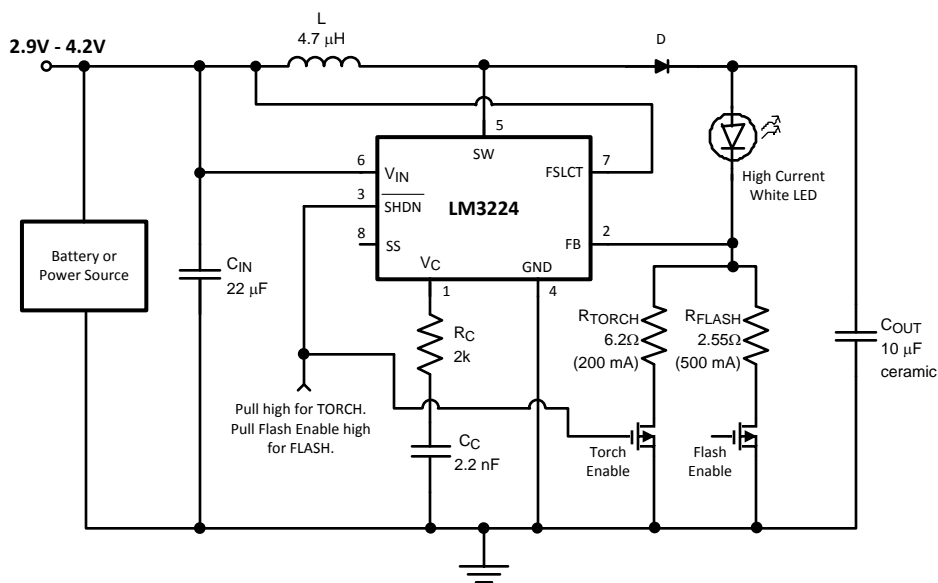 L
4.7 μH
D
2.9V - 4.2V
5
SW
6
VIN
FSLCT
7
3
SHDN
LM3224
8
SS
FB
2
VC
GND
1
4
High Current
White LED
Battery or
Power Source
CIN
22 μF
RC
2k
RTORCH
6.2Ω
(200 mA)
RFLASH
2.55Ω
(500 mA)
COUT
10 μF
ceramic
Pull high for TORCH.
Pull Flash Enable high
for FLASH.
CC
2.2 nF
Torch
Enable
Flash
Enable